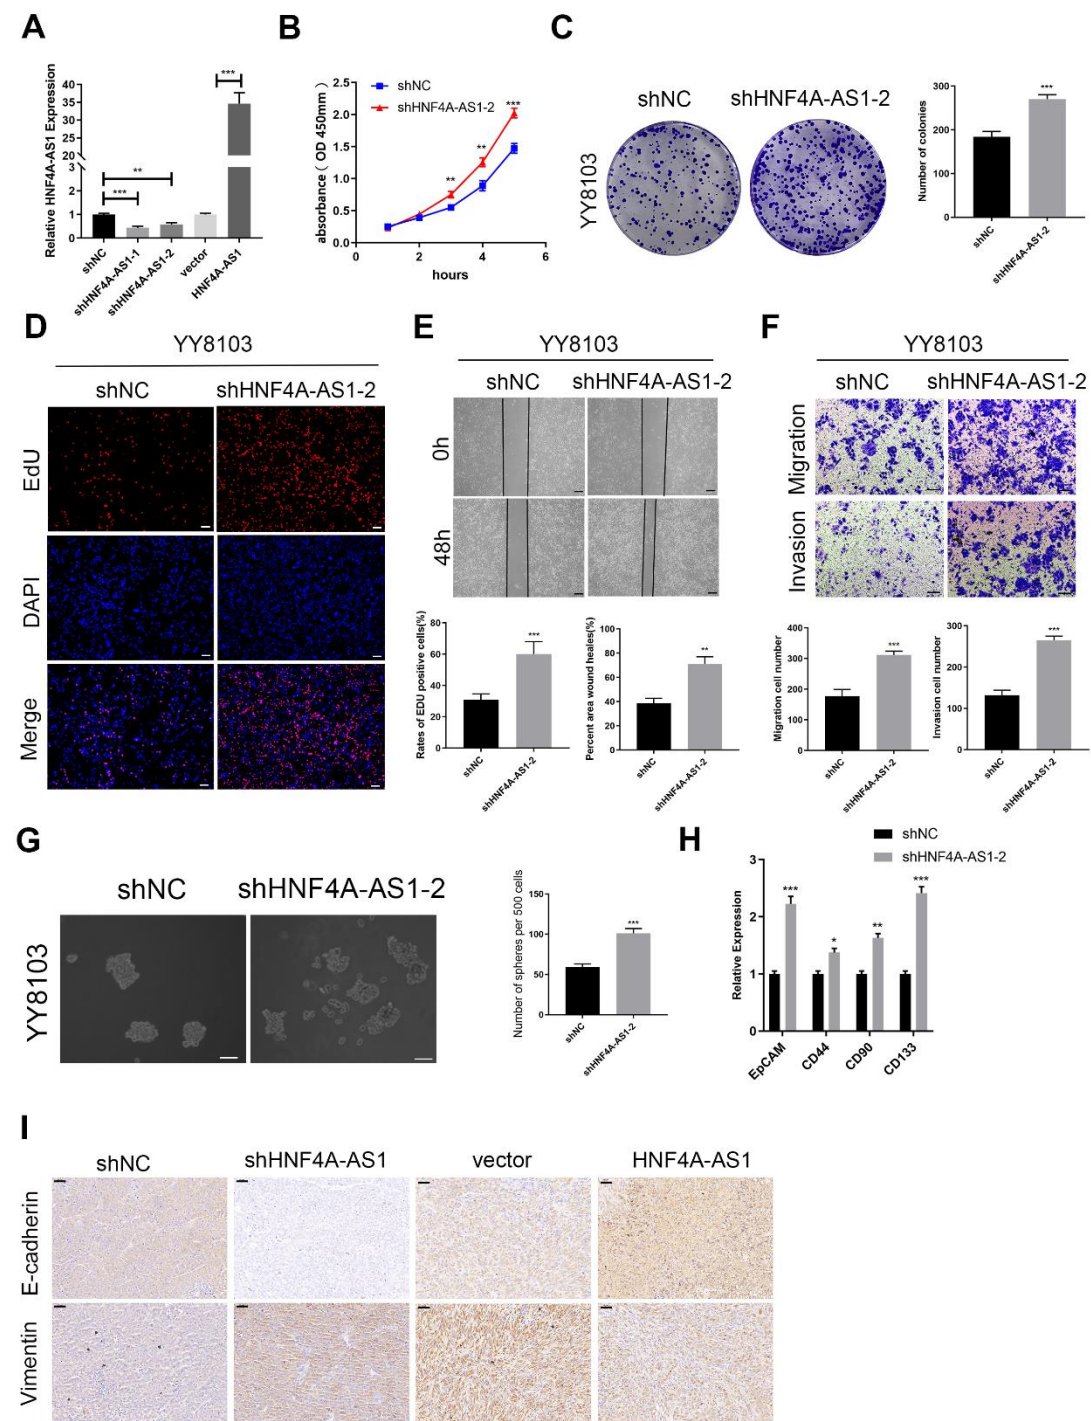 A
Relative HNF4A-AS1 Expression
40
35
30
25
20
2
1
0
***
**
***
shNC
shHNF4A-AS1-1
shHNF4A-AS1-2
vector
HNF4A-AS1
B
absorbance ( OD 450mm )
2.5
2.0
1.5
1.0
0.5
0.0
shNC
shHNF4A-AS1-2
**
**
***
0 2 4 6
hours
C
shNC shHNF4A-AS1-2
YY8103
Number of colonies
300
200
100
0
***
shNC
shHNF4A-AS1-2
D
YY8103
shNC shHNF4A-AS1-2
EdU
DAPI
Merge
E
YY8103
shNC shHNF4A-AS1-2
0h
48h
Rates of EDU positive cells(%)
80
60
40
20
0
***
shNC
shHNF4A-AS1-2
Percent area wound heales(%)
100
80
60
40
20
0
**
shNC
shHNF4A-AS1-2
F
YY8103
shNC shHNF4A-AS1-2
Migration
Invasion
Migration cell number
400
300
200
100
0
***
shNC
shHNF4A-AS1-2
Invasion cell number
300
200
100
0
***
shNC
shHNF4A-AS1-2
G
shNC shHNF4A-AS1-2
YY8103
Number of spheres per 500 cells
150
100
50
0
***
shNC
shHNF4A-AS1-2
H
shNC
shHNF4A-AS1-2
Relative Expression
3
2
1
0
***
*
**
***
EpCAM
CD44
CD90
CD133
I
shNC shHNF4A-AS1 vector HNF4A-AS1
E-cadherin
Vimentin